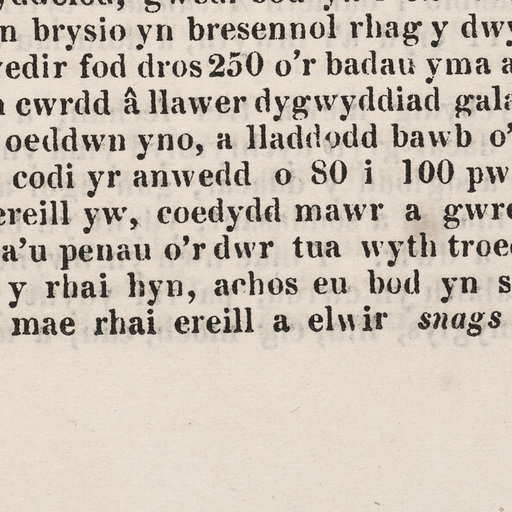 n brysio yn bresennol rhag y dwy
edir fod dros 250 o'r badau yma a
cwrdd â llawer dygwyddiad gala
oeddwn yno, a lladdodd bawb o'
codi yr anwedd o 80 i 100 pw
ereill yw, coedydd mawr a gwre
a'u penau o'r dwr tua wyth troe
y rhai hyn, achos eu bod yn s
mae rhai ereill a elwir snags